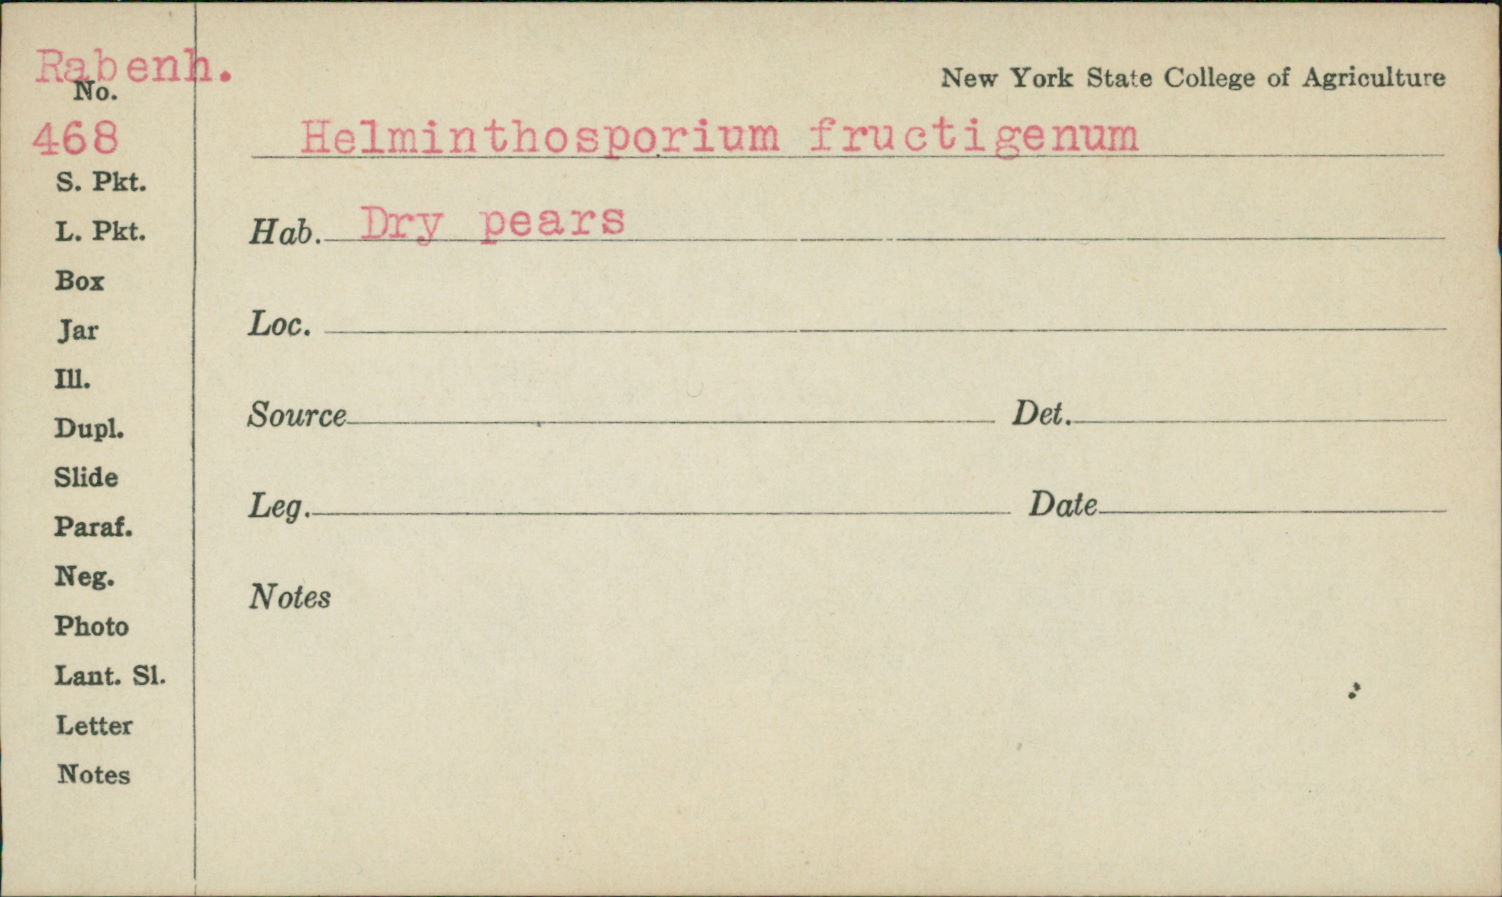 Rabenh.
No.
468
S. Pkt.
L. Pkt.
Box
Jar
Ill.
Dupl.
Slide
Paraf.
Neg.
Photo
Lant. Sl.
Letter
Notes
New York State College of Agriculture
Helminthosporium fructigenum
Hab. Dry pears
Loc.
Source Det.
Leg. Date
Notes